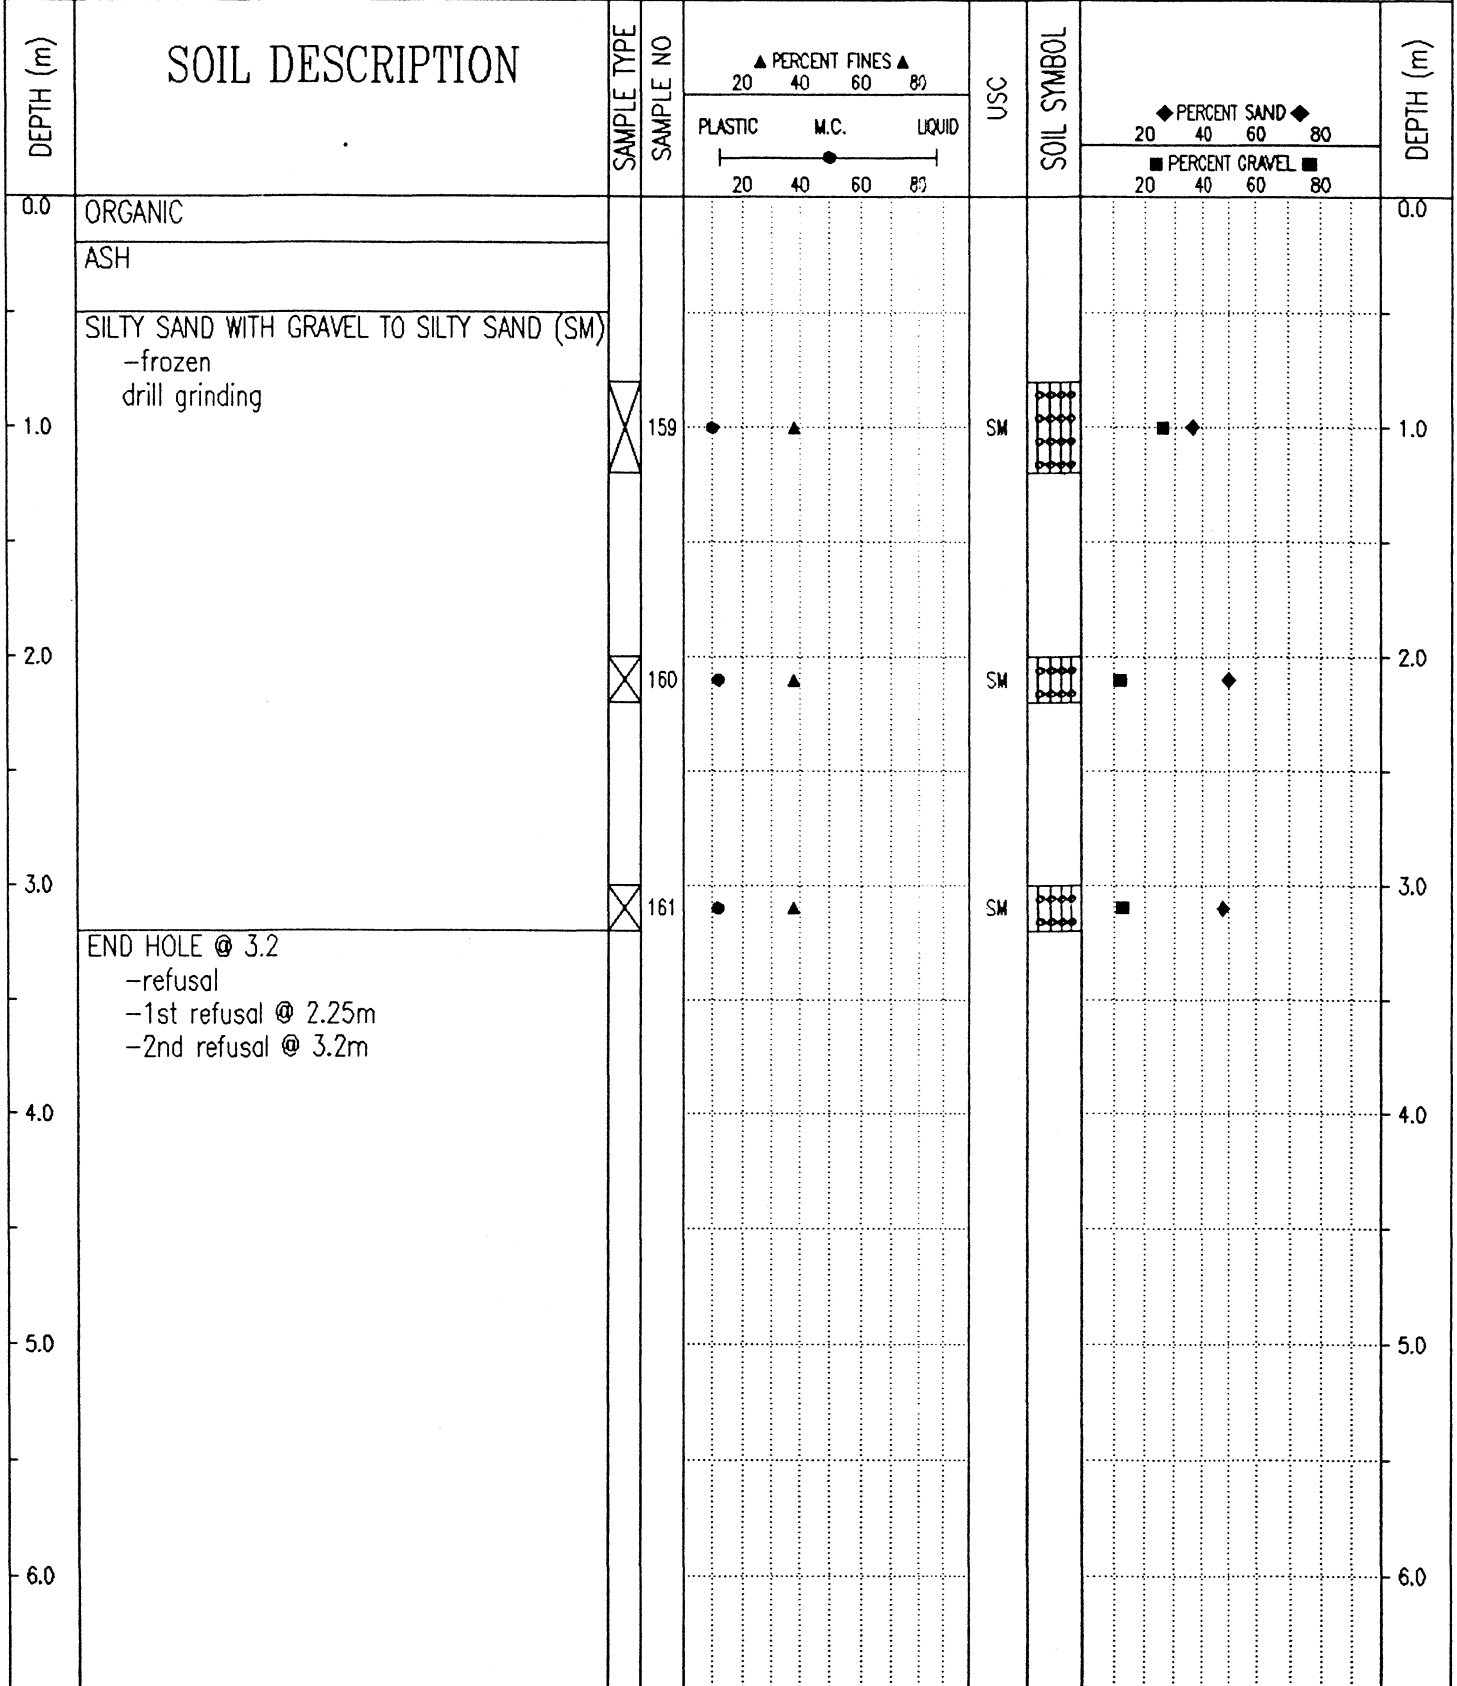 DEPTH (m)
SOIL DESCRIPTION
SAMPLE TYPE
SAMPLE NO
▲ PERCENT FINES ▲
20 40 60 80
PLASTIC M.C. LIQUID
20 40 60 80
USC
SOIL SYMBOL
◆ PERCENT SAND ◆
20 40 60 80
■ PERCENT GRAVEL ■
20 40 60 80
DEPTH (m)
0.0 ORGANIC 0.0
ASH
SILTY SAND WITH GRAVEL TO SILTY SAND (SM)
-frozen
drill grinding
1.0 159 SM 1.0
2.0 2.0
160 SM
3.0 3.0
161 SM
END HOLE @ 3.2
-refusal
-1st refusal @ 2.25m
-2nd refusal @ 3.2m
4.0 4.0
5.0 5.0
6.0 6.0